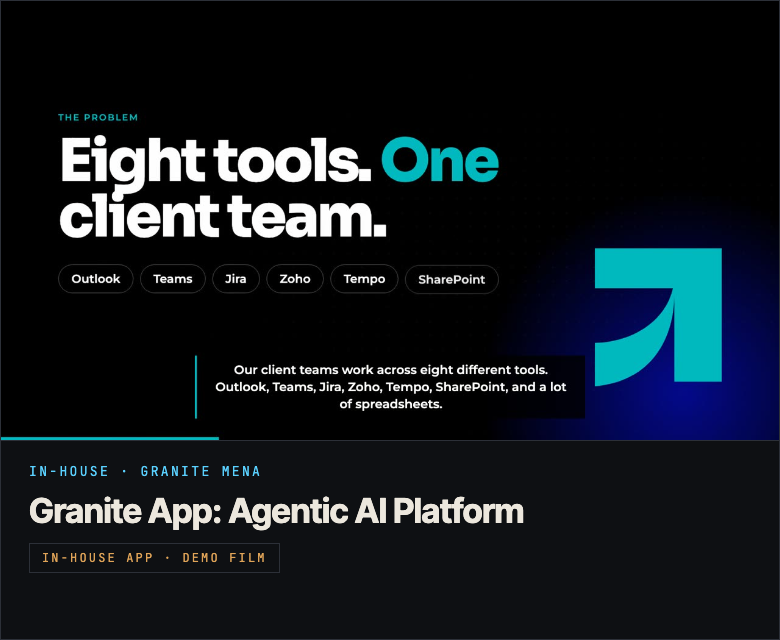 THE PROBLEM
Eight tools. One
client team.
Outlook Teams Jira Zoho Tempo SharePoint
Our client teams work across eight different tools.
Outlook, Teams, Jira, Zoho, Tempo, SharePoint, and a lot
of spreadsheets.
IN-HOUSE · GRANITE MENA
Granite App: Agentic AI Platform
IN-HOUSE APP · DEMO FILM